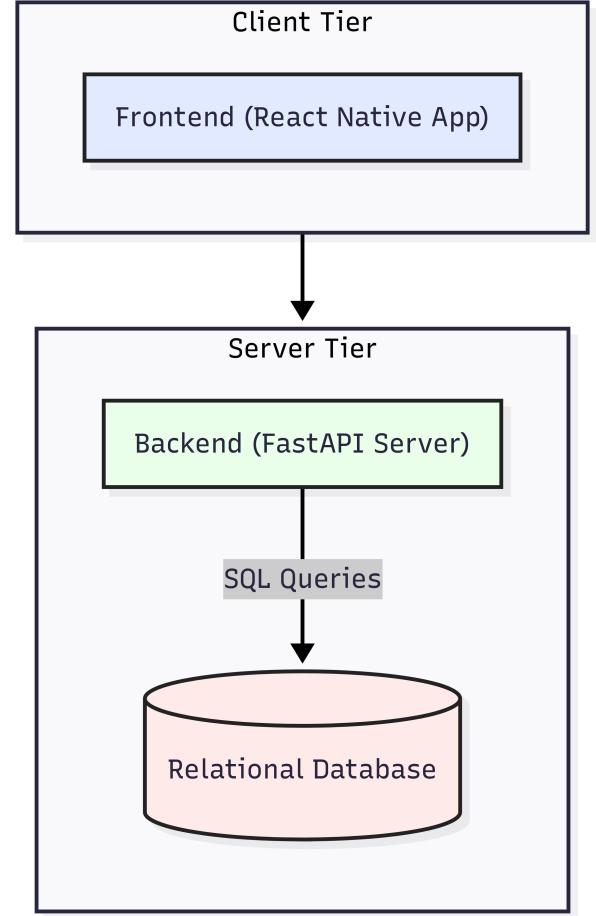 Client Tier
Frontend (React Native App)
Server Tier
Backend (FastAPI Server)
SQL Queries
Relational Database